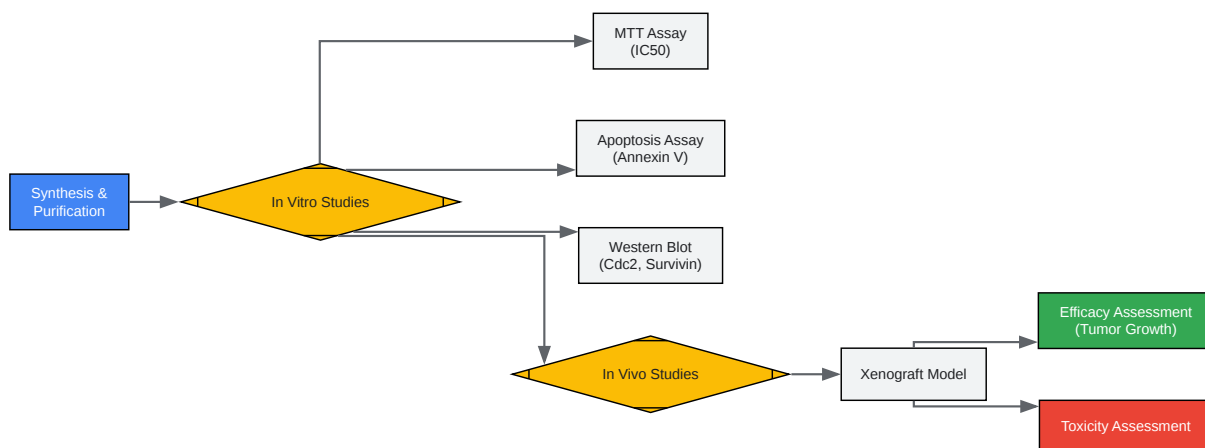 MTT Assay
(IC50)
Apoptosis Assay
(Annexin V)
Synthesis &
Purification
In Vitro Studies
Western Blot
(Cdc2, Survivin)
Efficacy Assessment
(Tumor Growth)
In Vivo Studies
Xenograft Model
Toxicity Assessment